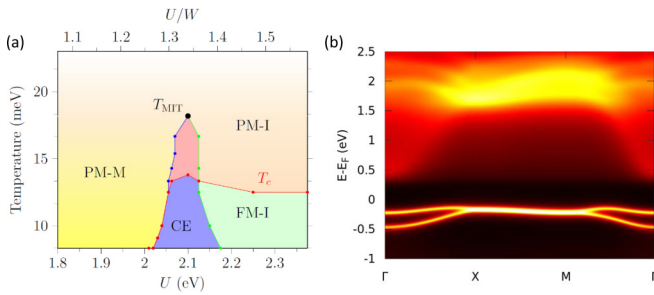 (a)
U/W
1.1 1.2 1.3 1.4 1.5
Temperature (meV)
20
15
10
T_MIT
PM-I
PM-M
T_c
CE
FM-I
1.8 1.9 2 2.1 2.2 2.3
U (eV)
(b)
E-E_F (eV)
2.5
2
1.5
1
0.5
0
-0.5
-1
Γ X M